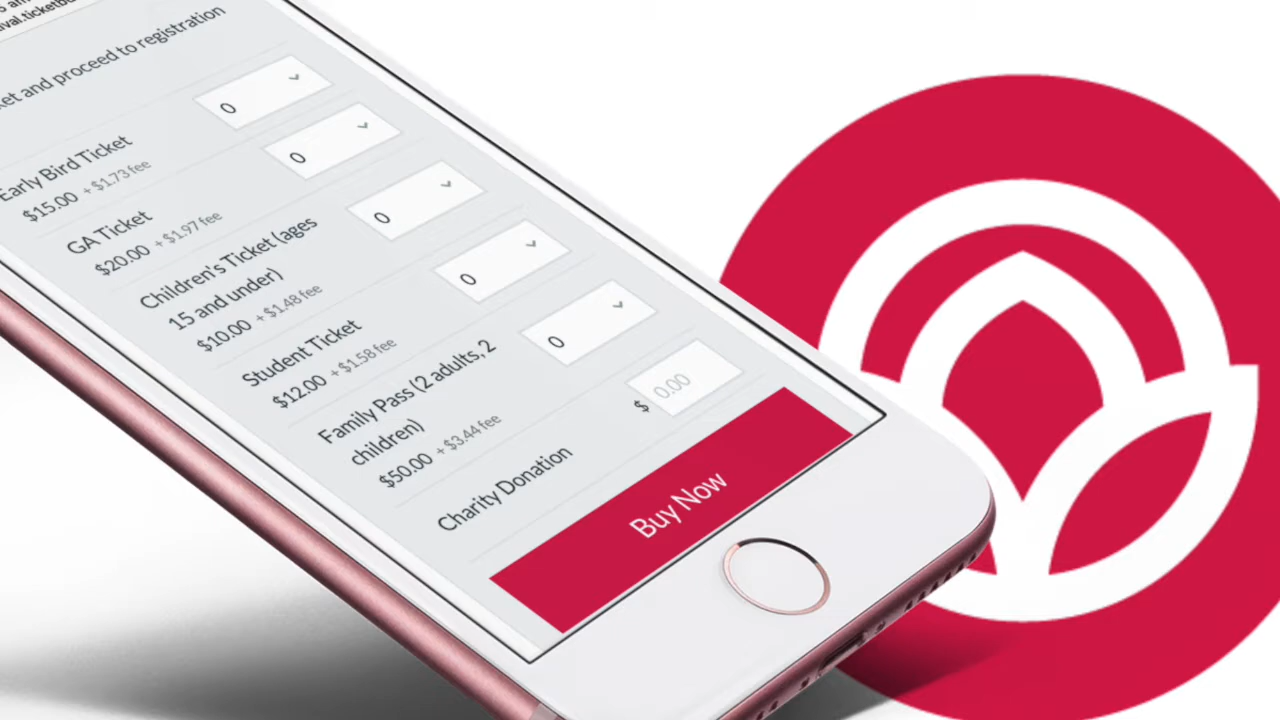 and proceed to registration
0
Early Bird Ticket
$15.00 + $1.73 fee
0
GA Ticket
$20.00 + $1.97 fee
0
Children's Ticket (ages
15 and under)
$10.00 + $1.48 fee
0
Student Ticket
$12.00 + $1.58 fee
0
Family Pass (2 adults, 2
children)
$50.00 + $3.44 fee
$ 0.00
Charity Donation
Buy Now